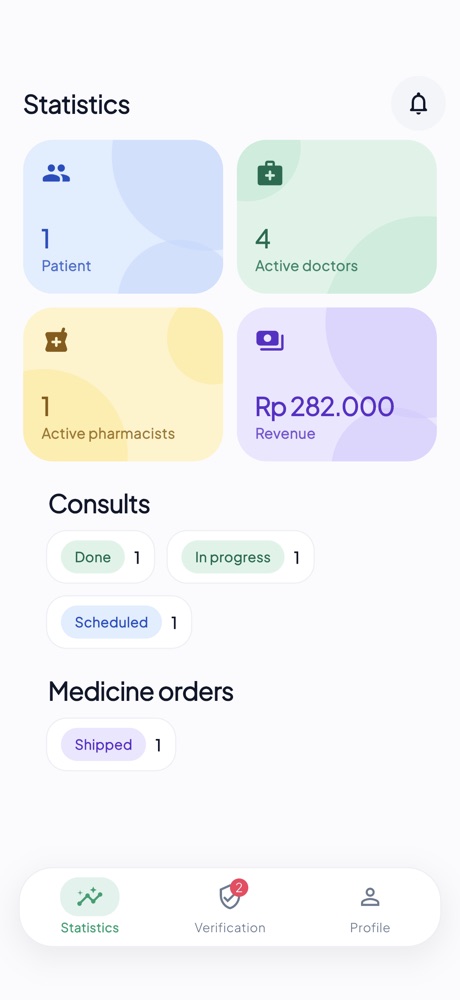 Statistics
1
Patient
4
Active doctors
1
Active pharmacists
Rp 282.000
Revenue
Consults
Done 1 In progress 1
Scheduled 1
Medicine orders
Shipped 1
2
Statistics Verification Profile